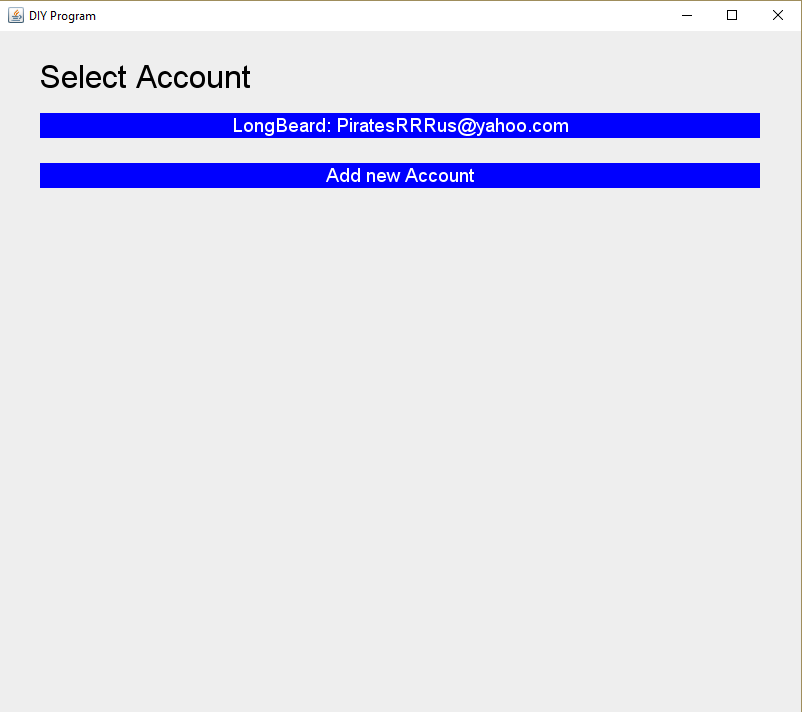 DIY Program
Select Account
LongBeard: PiratesRRRus@yahoo.com
Add new Account